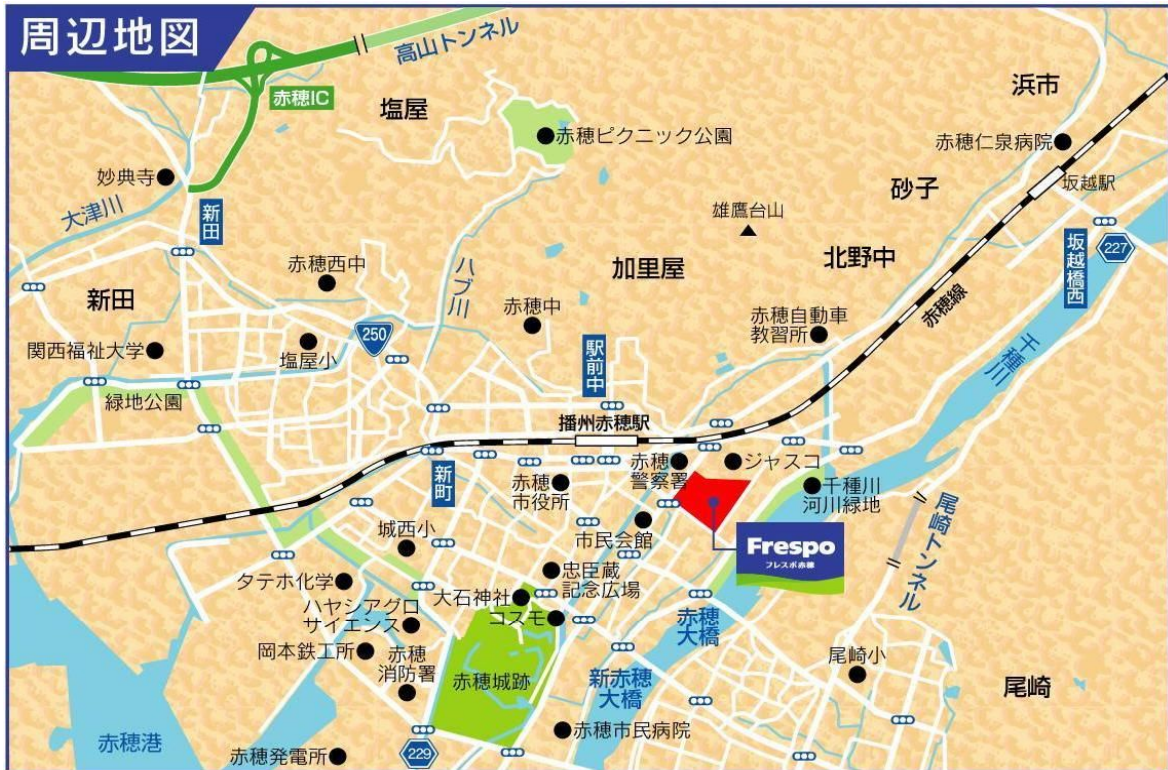 周辺地図
高山トンネル
赤穂IC
塩屋
浜市
赤穂ピクニック公園
赤穂仁泉病院
妙典寺
坂越駅
砂子
大津川
新田
雄鷹台山
坂越橋西
227
赤穂西中
ハブ川
加里屋
北野中
新田
赤穂中
赤穂線
250
赤穂自動車
教習所
関西福祉大学
塩屋小
駅前中
千種川
緑地公園
播州赤穂駅
新町
赤穂
市役所
赤穂
警察署
ジャスコ
千種川
河川緑地
市民会館
尾崎トンネル
Frespo
フレスポ赤穂
城西小
タテホ化学
忠臣蔵
記念広場
大石神社
コスモ
ハヤシアグロ
サイエンス
赤穂
大橋
岡本鉄工所
赤穂
消防署
赤穂城跡
新赤穂
大橋
尾崎小
尾崎
赤穂港
赤穂市民病院
赤穂発電所
229